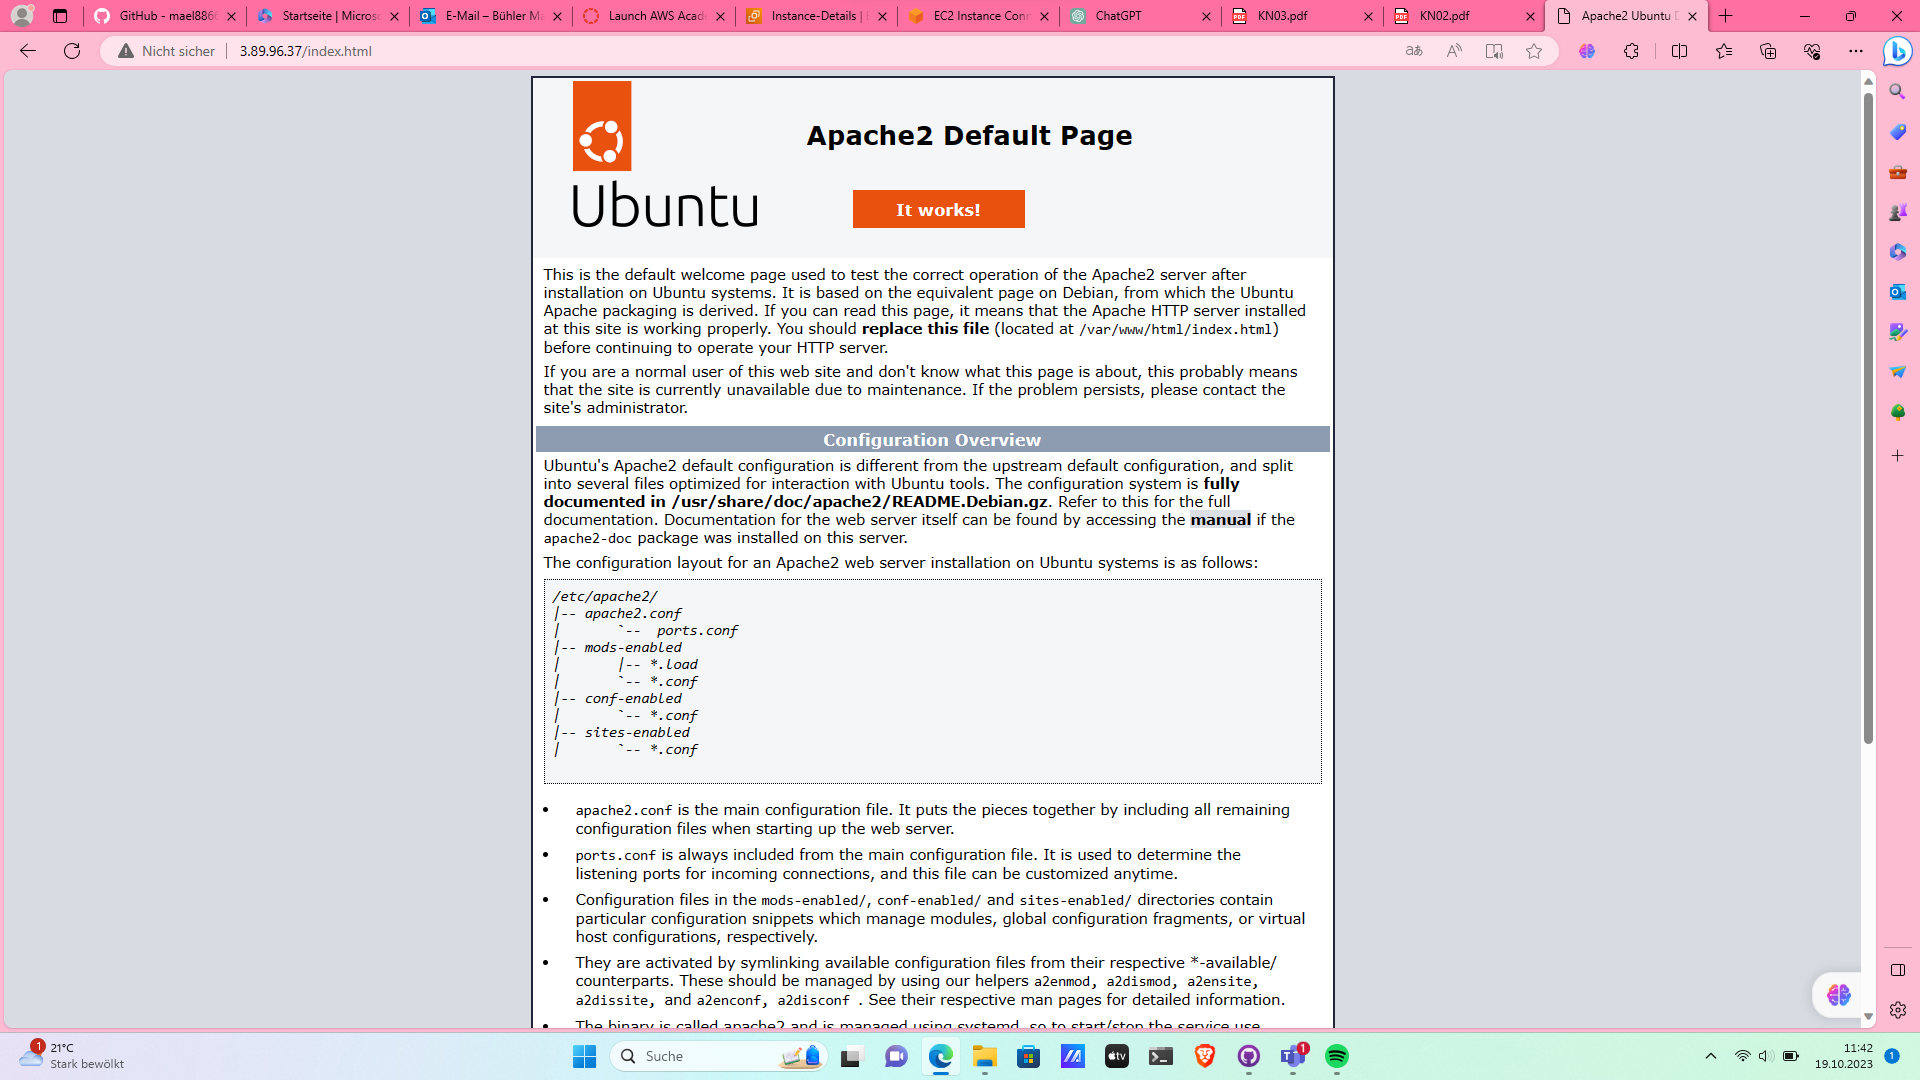 GitHub - mael886
Startseite | Micros
E-Mail – Bühler Ma
Launch AWS Acade
Instance-Details | E
EC2 Instance Conn
ChatGPT
KN03.pdf
KN02.pdf
Apache2 Ubuntu D
Nicht sicher
3.89.96.37/index.html
Apache2 Default Page
Ubuntu
It works!
This is the default welcome page used to test the correct operation of the Apache2 server after
installation on Ubuntu systems. It is based on the equivalent page on Debian, from which the Ubuntu
Apache packaging is derived. If you can read this page, it means that the Apache HTTP server installed
at this site is working properly. You should replace this file (located at /var/www/html/index.html)
before continuing to operate your HTTP server.
If you are a normal user of this web site and don't know what this page is about, this probably means
that the site is currently unavailable due to maintenance. If the problem persists, please contact the
site's administrator.
Configuration Overview
Ubuntu's Apache2 default configuration is different from the upstream default configuration, and split
into several files optimized for interaction with Ubuntu tools. The configuration system is fully
documented in /usr/share/doc/apache2/README.Debian.gz. Refer to this for the full
documentation. Documentation for the web server itself can be found by accessing the manual if the
apache2-doc package was installed on this server.
The configuration layout for an Apache2 web server installation on Ubuntu systems is as follows:
/etc/apache2/
|-- apache2.conf
|       `--  ports.conf
|-- mods-enabled
|       |-- *.load
|       `-- *.conf
|-- conf-enabled
|       `-- *.conf
|-- sites-enabled
|       `-- *.conf
• apache2.conf is the main configuration file. It puts the pieces together by including all remaining
configuration files when starting up the web server.
• ports.conf is always included from the main configuration file. It is used to determine the
listening ports for incoming connections, and this file can be customized anytime.
• Configuration files in the mods-enabled/, conf-enabled/ and sites-enabled/ directories contain
particular configuration snippets which manage modules, global configuration fragments, or virtual
host configurations, respectively.
• They are activated by symlinking available configuration files from their respective *-available/
counterparts. These should be managed by using our helpers a2enmod, a2dismod, a2ensite,
a2dissite, and a2enconf, a2disconf . See their respective man pages for detailed information.
• The binary is called apache2 and is managed using systemd, so to start/stop the service use
1
21°C
Stark bewölkt
Suche
tv
1
11:42
19.10.2023
1